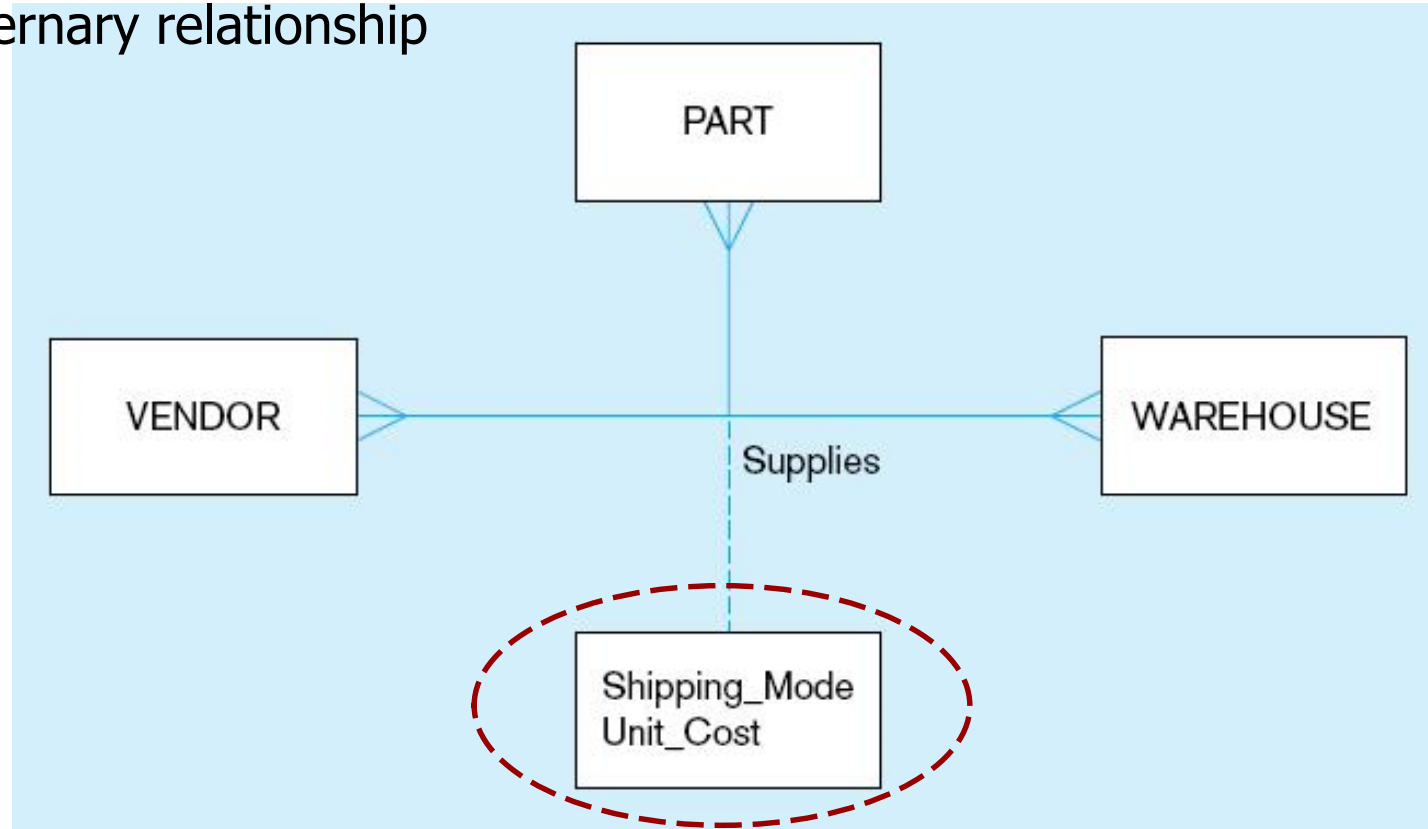 ernary relationship
PART
VENDOR
WAREHOUSE
Supplies
Shipping_Mode
Unit_Cost